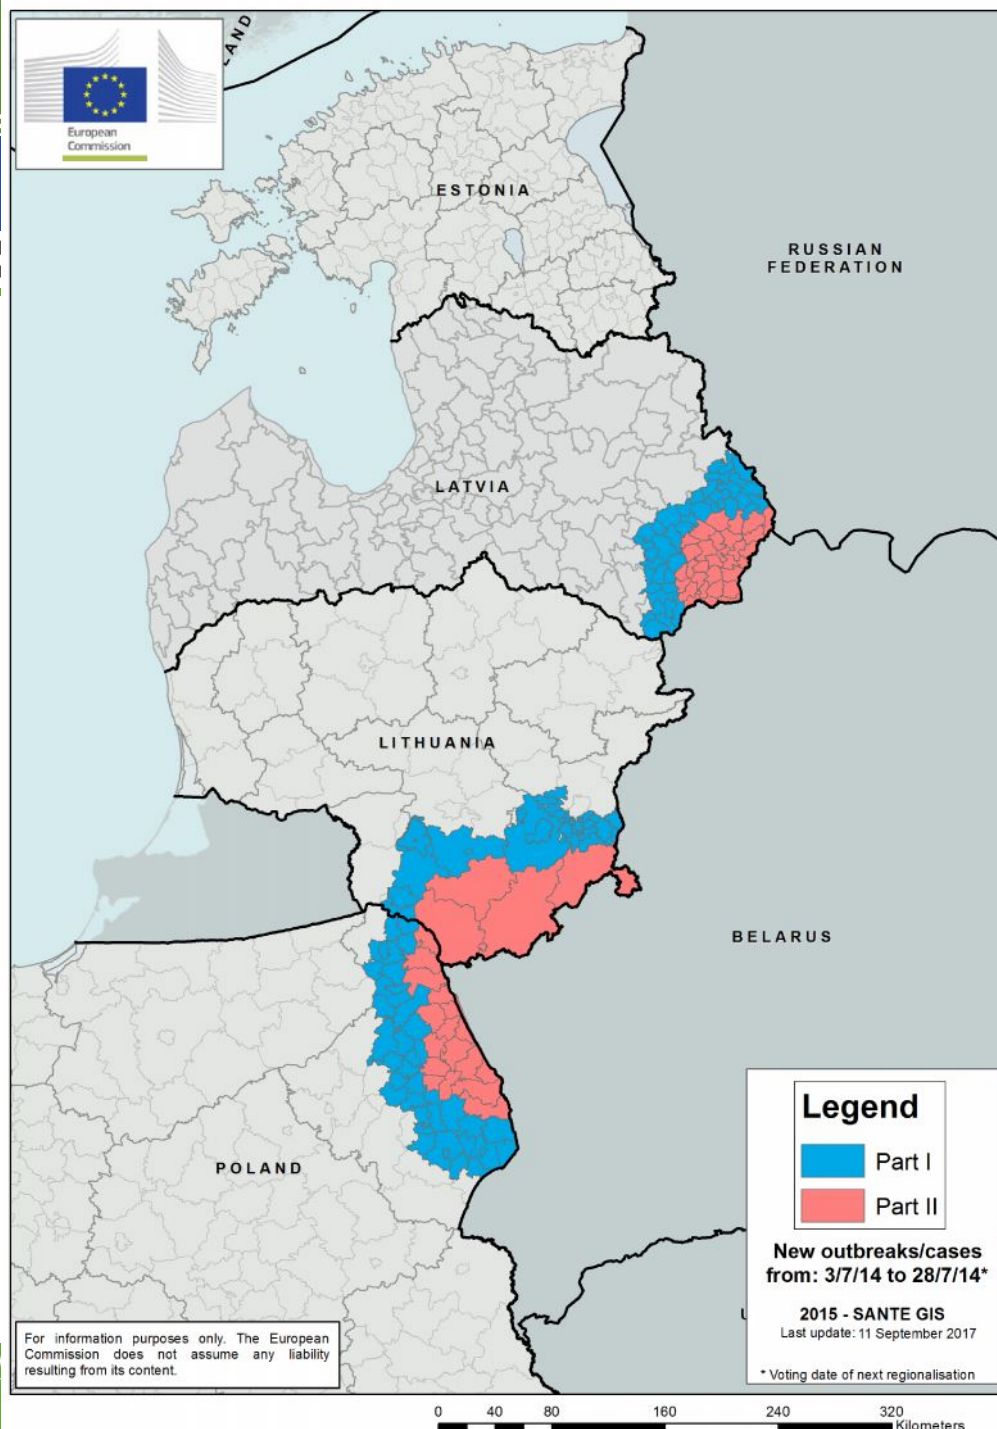 LAND
European
Commission
ESTONIA
RUSSIAN
FEDERATION
LATVIA
LITHUANIA
BELARUS
POLAND
Legend
Part I
Part II
New outbreaks/cases
from: 3/7/14 to 28/7/14*
2015 - SANTE GIS
Last update: 11 September 2017
* Voting date of next regionalisation
U
For information purposes only. The European
Commission does not assume any liability
resulting from its content.
0 40 80 160 240 320
Kilometers